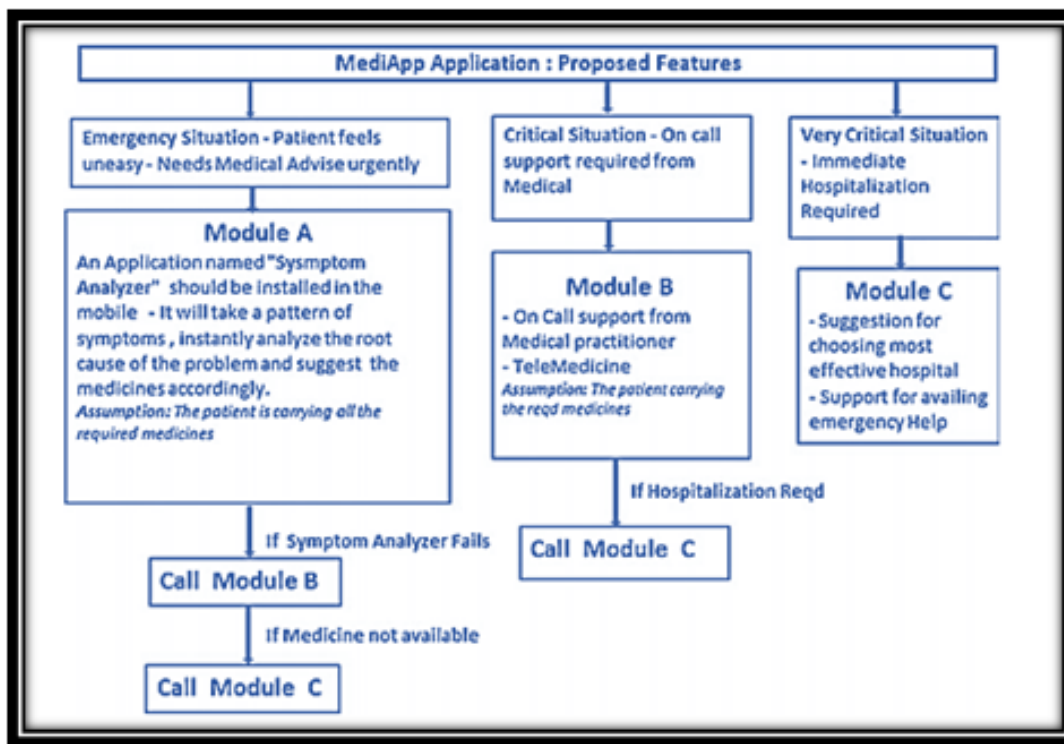 MediApp Application : Proposed Features
Emergency Situation - Patient feels
uneasy - Needs Medical Advise urgently
Module A
An Application named "Sysmptom
Analyzer" should be installed in the
mobile - It will take a pattern of
symptoms , instantly analyze the root
cause of the problem and suggest the
medicines accordingly.
Assumption: The patient is carrying all the
required medicines
If Symptom Analyzer Fails
Call Module B
If Medicine not available
Call Module C
Critical Situation - On call
support required from
Medical
Module B
- On Call support from
Medical practitioner
- TeleMedicine
Assumption: The patient carrying
the reqd medicines
If Hospitalization Reqd
Call Module C
Very Critical Situation
- Immediate
Hospitalization
Required
Module C
- Suggestion for
choosing most
effective hospital
- Support for availing
emergency Help